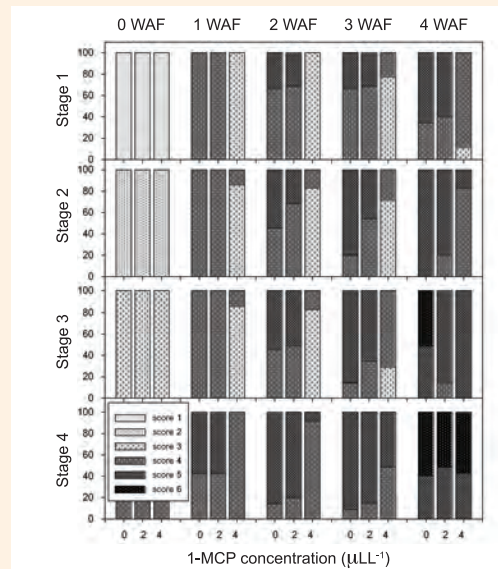 0 WAF 1 WAF 2 WAF 3 WAF 4 WAF
Stage 1
100
80
60
40
20
0
Stage 2
100
80
60
40
20
0
Stage 3
100
80
60
40
20
0
Stage 4
100
80
60
40
20
0
score 1
score 2
score 3
score 4
score 5
score 6
0 2 4 0 2 4 0 2 4 0 2 4 0 2 4
1-MCP concentration (μLL⁻¹)